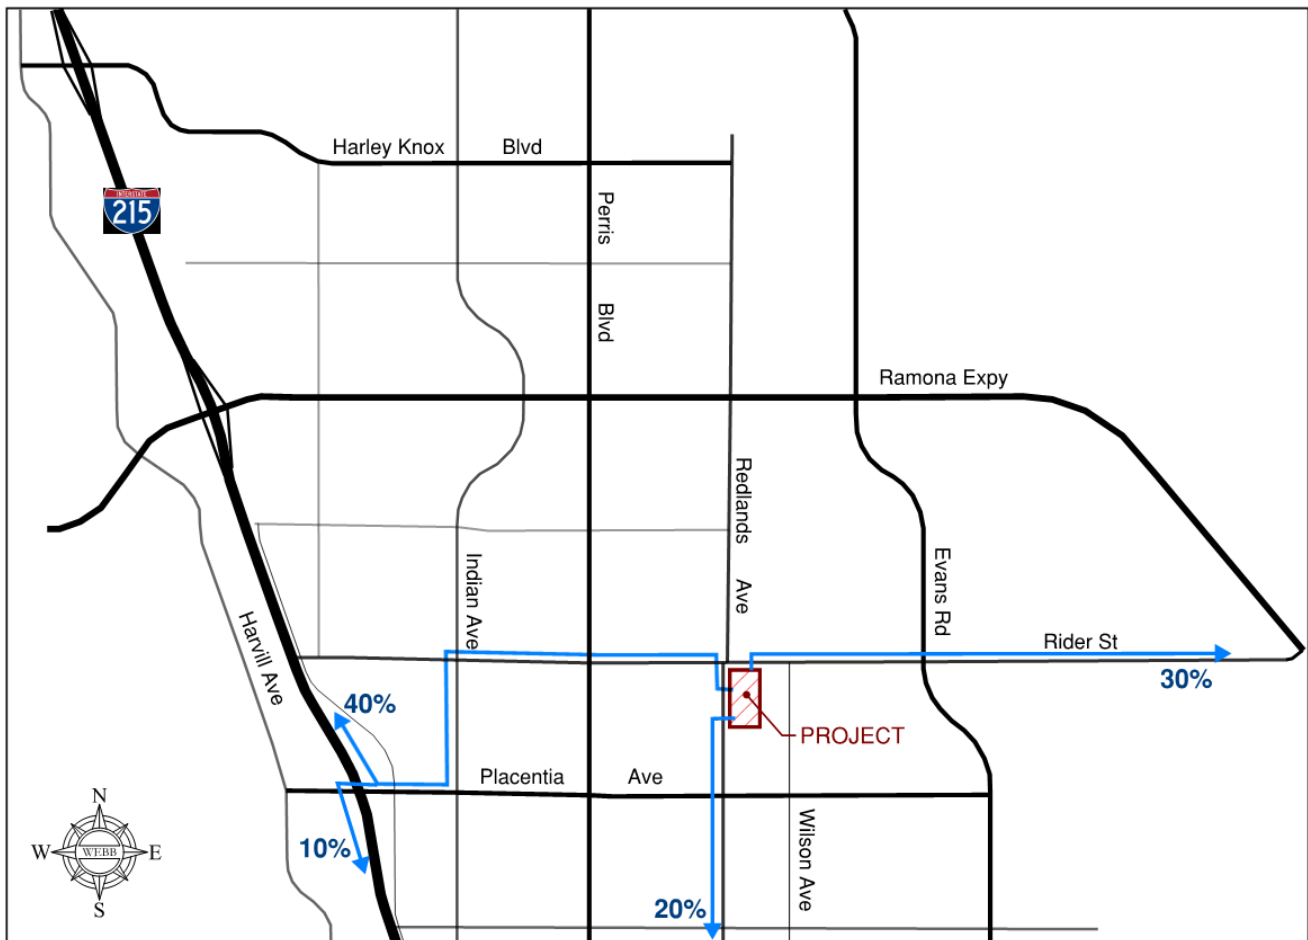 Harley Knox Blvd
INTERSTATE
215
Perris
Blvd
Ramona Expy
Redlands
Ave
Indian Ave
Evans Rd
Harvill Ave
Rider St
30%
40%
PROJECT
Placentia Ave
10%
Wilson Ave
20%
N
W WEBB E
S